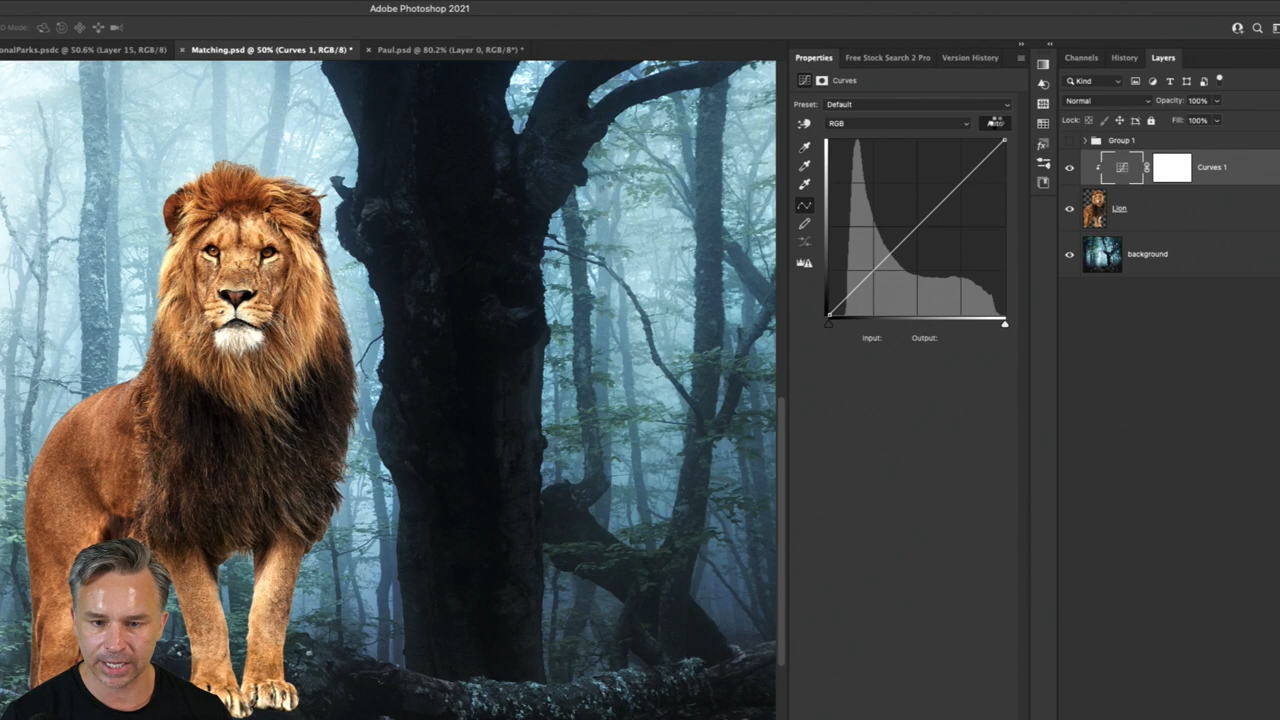 Adobe Photoshop 2021
D Mode:
onalParks.psdc @ 50.6% (Layer 15, RGB/8)
× Matching.psd @ 50% (Curves 1, RGB/8) *
× Paul.psd @ 80.2% (Layer 0, RGB/8*) *
Properties
Free Stock Search 2 Pro
Version History
Channels
History
Layers
Curves
Kind
Preset: Default
Normal
Opacity: 100%
RGB
Auto
Lock:
Fill: 100%
Group 1
Curves 1
Lion
background
Input:
Output: